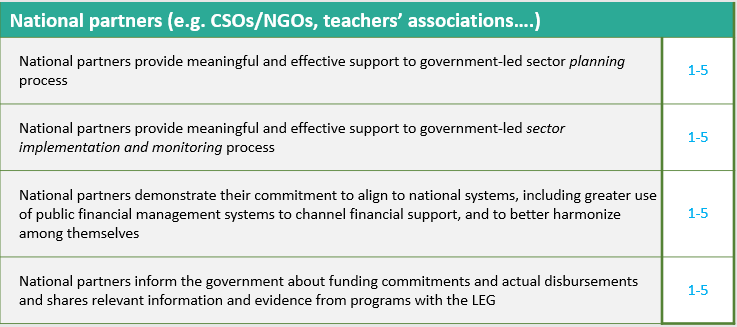 National partners (e.g. CSOs/NGOs, teachers’ associations….)
National partners provide meaningful and effective support to government-led sector planning
process
1-5
National partners provide meaningful and effective support to government-led sector
implementation and monitoring process
1-5
National partners demonstrate their commitment to align to national systems, including greater use
of public financial management systems to channel financial support, and to better harmonize
among themselves
1-5
National partners inform the government about funding commitments and actual disbursements
and shares relevant information and evidence from programs with the LEG
1-5